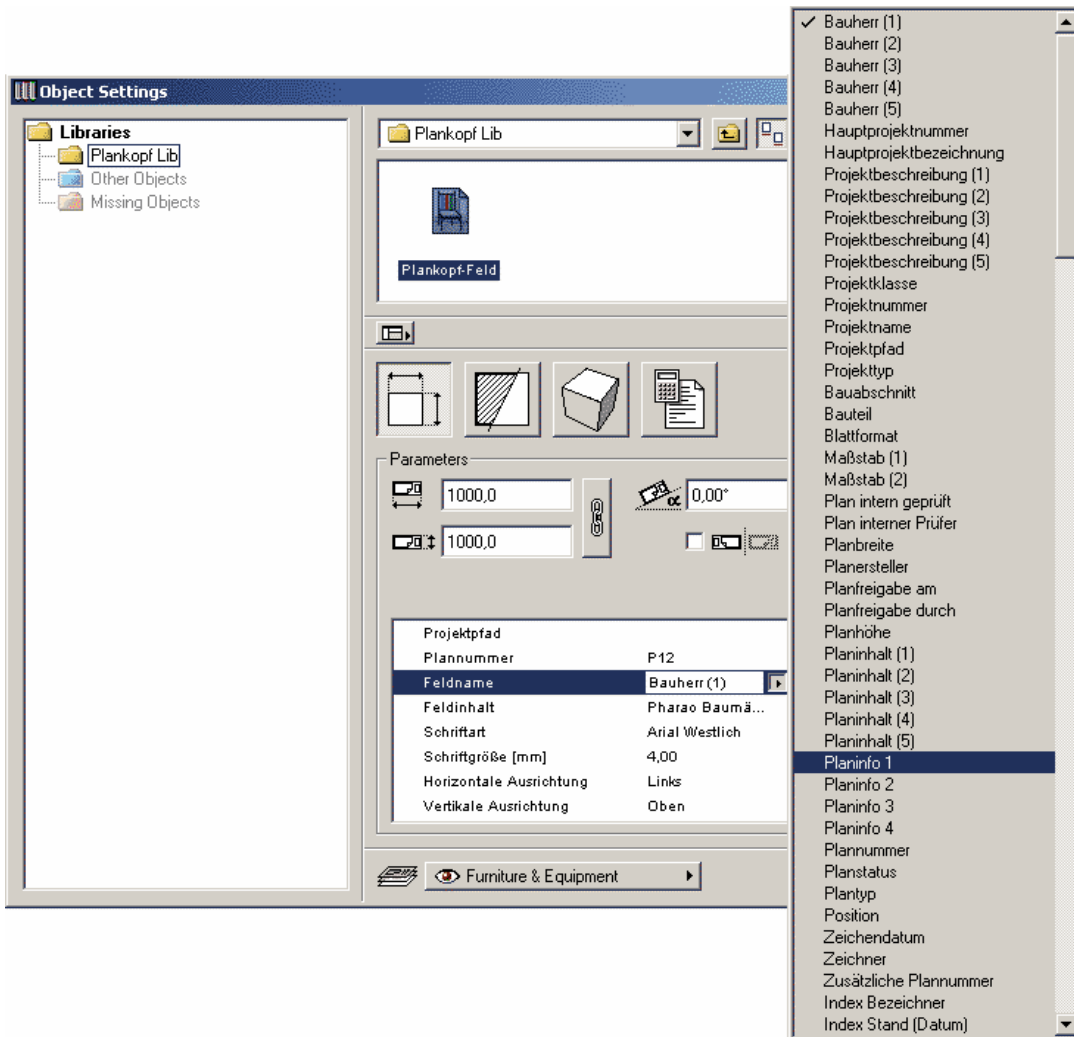 Object Settings
Libraries
Plankopf Lib
Other Objects
Missing Objects
Plankopf Lib
Plankopf-Feld
Parameters
1000,0
α 0,00°
1000,0
Projektpfad
Plannummer P12
Feldname Bauherr (1)
Feldinhalt Pharao Baumä...
Schriftart Arial Westlich
Schriftgröße [mm] 4,00
Horizontale Ausrichtung Links
Vertikale Ausrichtung Oben
Furniture & Equipment
Bauherr (1)
Bauherr (2)
Bauherr (3)
Bauherr (4)
Bauherr (5)
Hauptprojektnummer
Hauptprojektbezeichnung
Projektbeschreibung (1)
Projektbeschreibung (2)
Projektbeschreibung (3)
Projektbeschreibung (4)
Projektbeschreibung (5)
Projektklasse
Projektnummer
Projektname
Projektpfad
Projekttyp
Bauabschnitt
Bauteil
Blattformat
Maßstab (1)
Maßstab (2)
Plan intern geprüft
Plan interner Prüfer
Planbreite
Planersteller
Planfreigabe am
Planfreigabe durch
Planhöhe
Planinhalt (1)
Planinhalt (2)
Planinhalt (3)
Planinhalt (4)
Planinhalt (5)
Planinfo 1
Planinfo 2
Planinfo 3
Planinfo 4
Plannummer
Planstatus
Plantyp
Position
Zeichendatum
Zeichner
Zusätzliche Plannummer
Index Bezeichner
Index Stand (Datum)